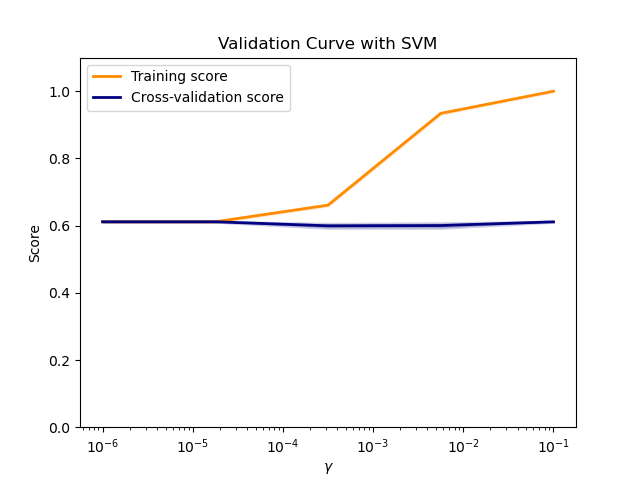 Validation Curve with SVM
Training score
Cross-validation score
1.0
0.8
0.6
0.4
0.2
0.0
Score
10⁻⁶ 10⁻⁵ 10⁻⁴ 10⁻³ 10⁻² 10⁻¹
γ